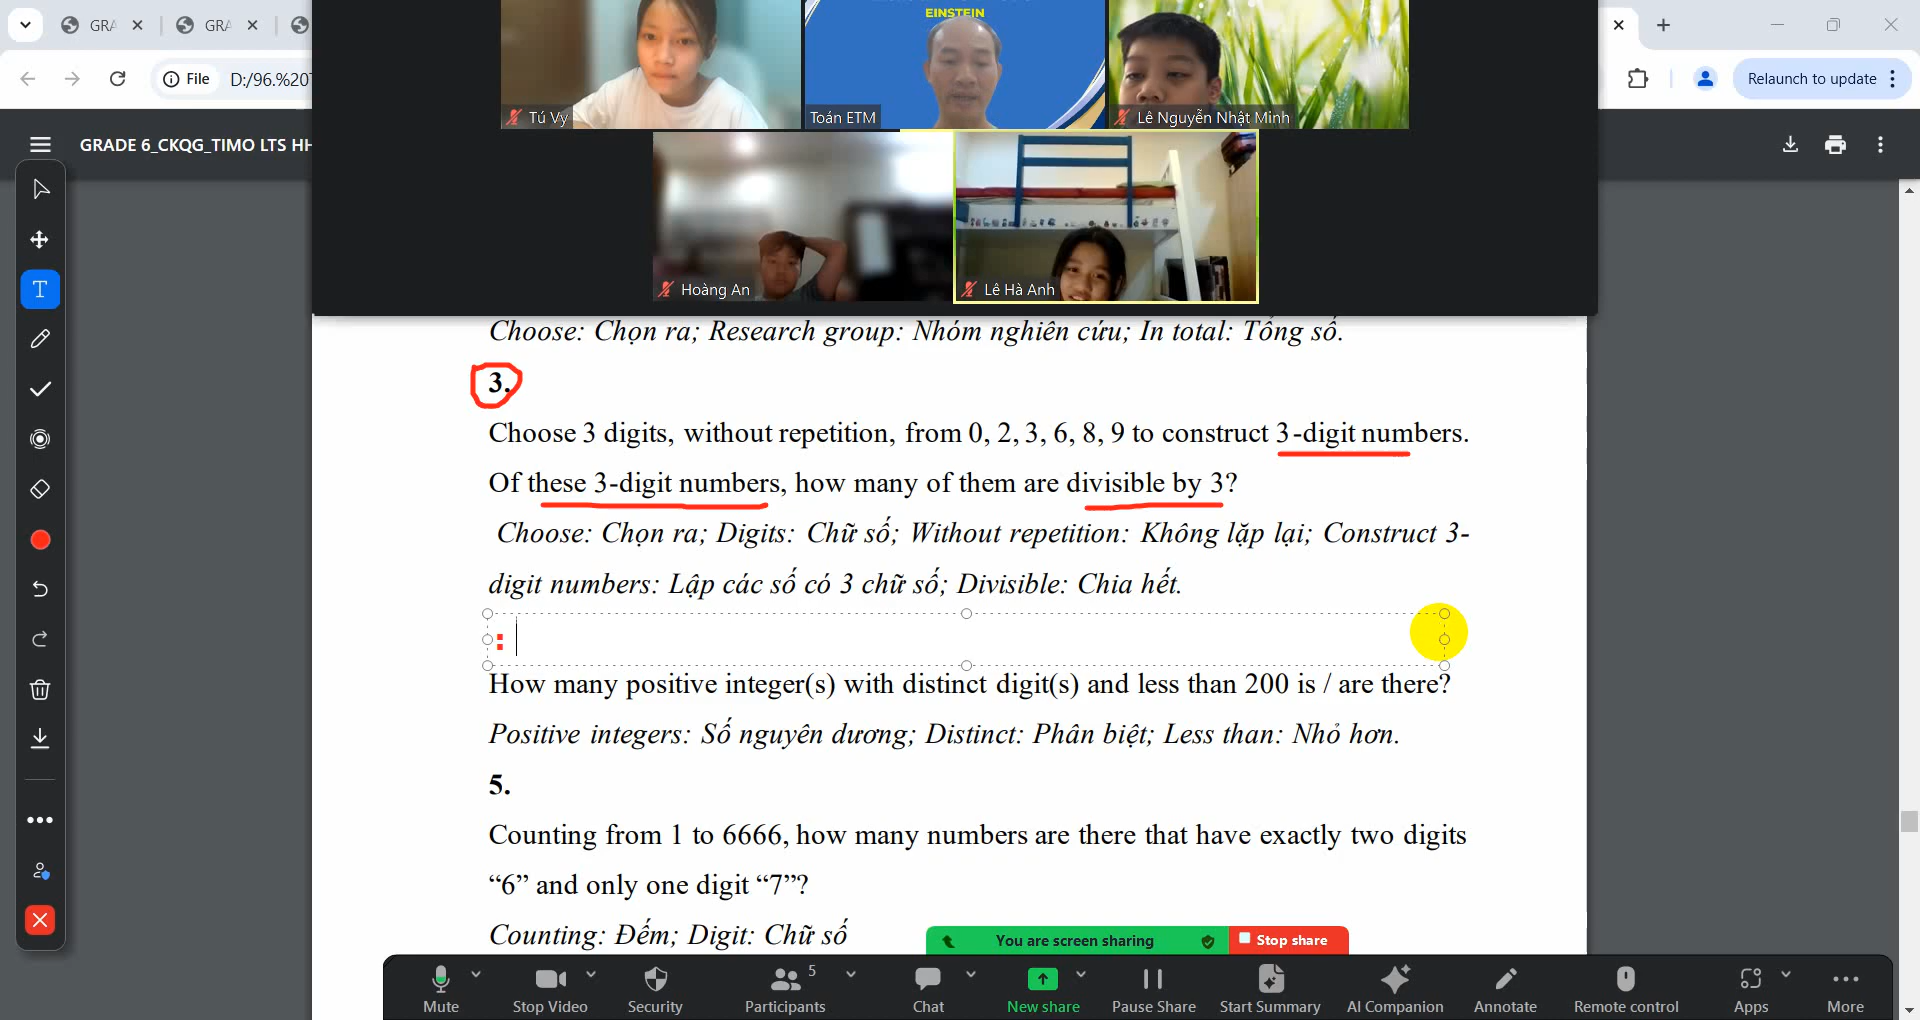 GRA
GRA
EINSTEIN
File
D:/96.%20
Relaunch to update
Tú Vy
Toán ETM
Lê Nguyễn Nhật Minh
GRADE 6_CKQG_TIMO LTS HH
Hoàng An
Lê Hà Anh
Choose: Chọn ra; Research group: Nhóm nghiên cứu; In total: Tổng số.
3.
Choose 3 digits, without repetition, from 0, 2, 3, 6, 8, 9 to construct 3-digit numbers.
Of these 3-digit numbers, how many of them are divisible by 3?
Choose: Chọn ra; Digits: Chữ số; Without repetition: Không lặp lại; Construct 3-
digit numbers: Lập các số có 3 chữ số; Divisible: Chia hết.
:
How many positive integer(s) with distinct digit(s) and less than 200 is / are there?
Positive integers: Số nguyên dương; Distinct: Phân biệt; Less than: Nhỏ hơn.
5.
Counting from 1 to 6666, how many numbers are there that have exactly two digits
“6” and only one digit “7”?
Counting: Đếm; Digit: Chữ số
You are screen sharing
Stop share
5
Mute
Stop Video
Security
Participants
Chat
New share
Pause Share
Start Summary
AI Companion
Annotate
Remote control
Apps
More